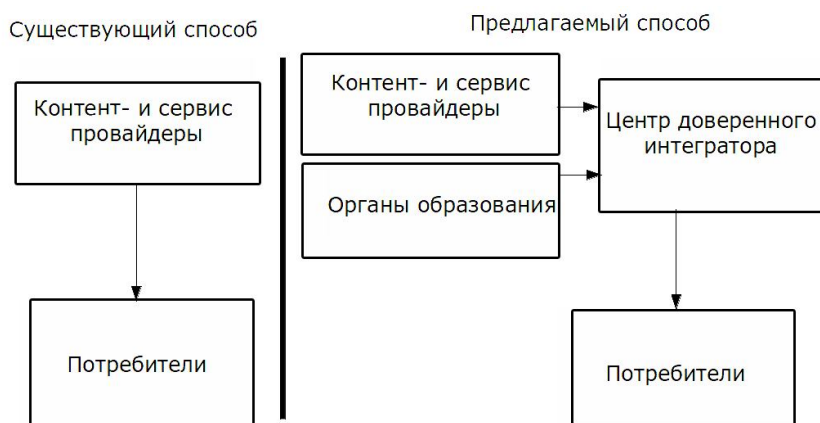 Существующий способ
Контент- и сервис
провайдеры
Потребители
Предлагаемый способ
Контент- и сервис
провайдеры
Органы образования
Центр доверенного
интегратора
Потребители